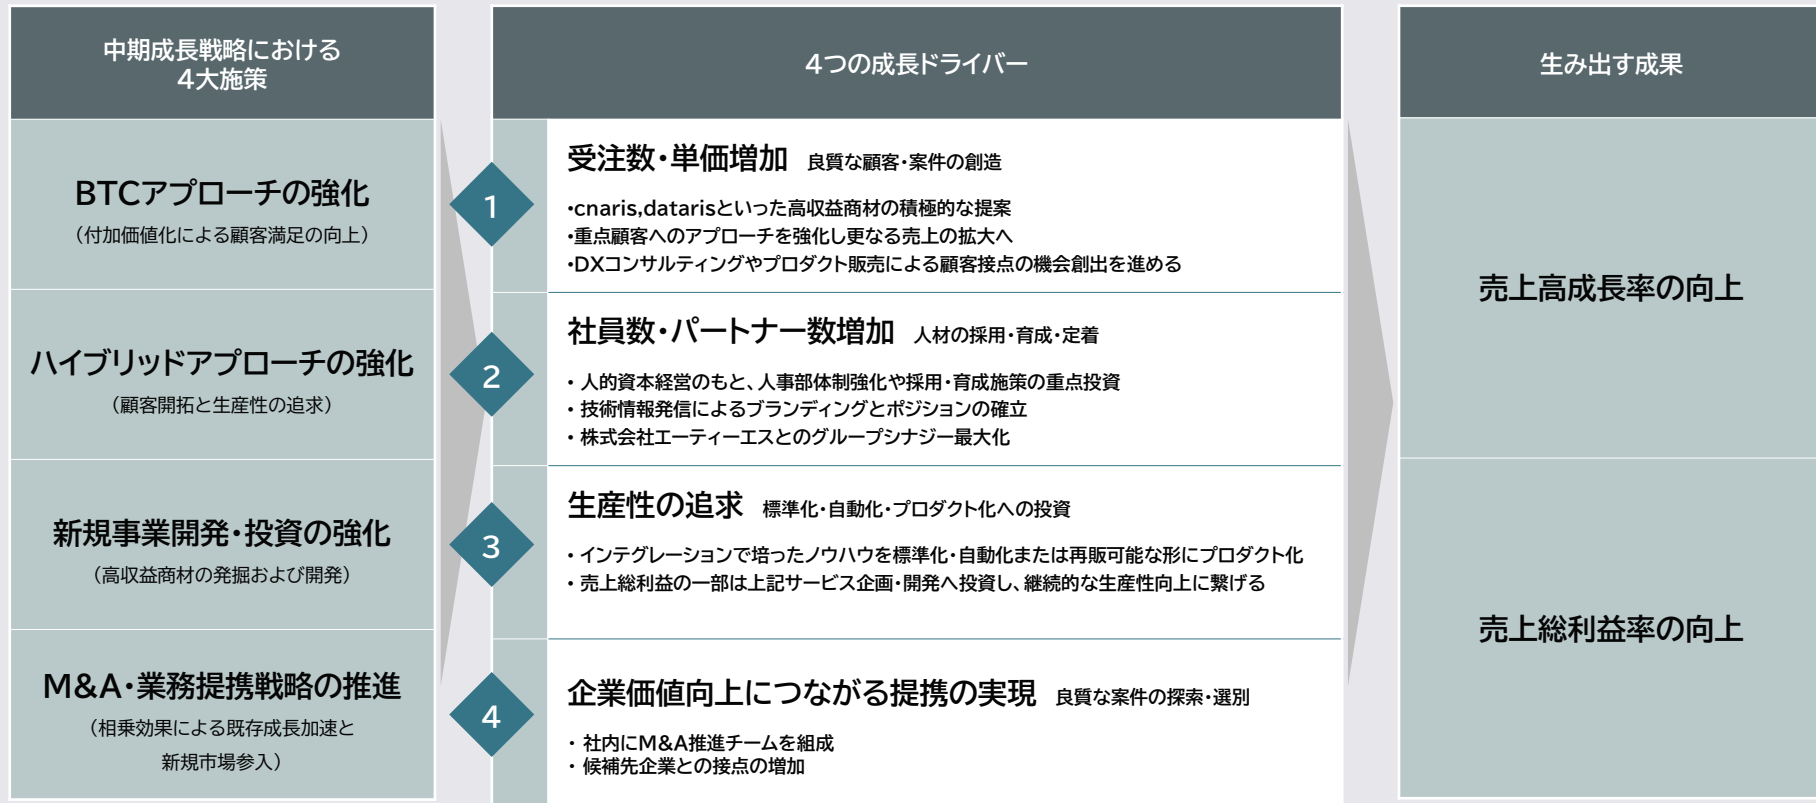 中期成長戦略における
4大施策
BTCアプローチの強化
（付加価値化による顧客満足の向上）
ハイブリッドアプローチの強化
（顧客開拓と生産性の追求）
新規事業開発・投資の強化
（高収益商材の発掘および開発）
M&A・業務提携戦略の推進
（相乗効果による既存成長加速と
新規市場参入）
4つの成長ドライバー
1
受注数・単価増加 良質な顧客・案件の創造
・cnaris,datarisといった高収益商材の積極的な提案
・重点顧客へのアプローチを強化し更なる売上の拡大へ
・DXコンサルティングやプロダクト販売による顧客接点の機会創出を進める
2
社員数・パートナー数増加 人材の採用・育成・定着
・ 人的資本経営のもと、人事部体制強化や採用・育成施策の重点投資
・ 技術情報発信によるブランディングとポジションの確立
・ 株式会社エーティーエスとのグループシナジー最大化
3
生産性の追求 標準化・自動化・プロダクト化への投資
・ インテグレーションで培ったノウハウを標準化・自動化または再販可能な形にプロダクト化
・ 売上総利益の一部は上記サービス企画・開発へ投資し、継続的な生産性向上に繋げる
4
企業価値向上につながる提携の実現 良質な案件の探索・選別
・ 社内にM&A推進チームを組成
・ 候補先企業との接点の増加
生み出す成果
売上高成長率の向上
売上総利益率の向上